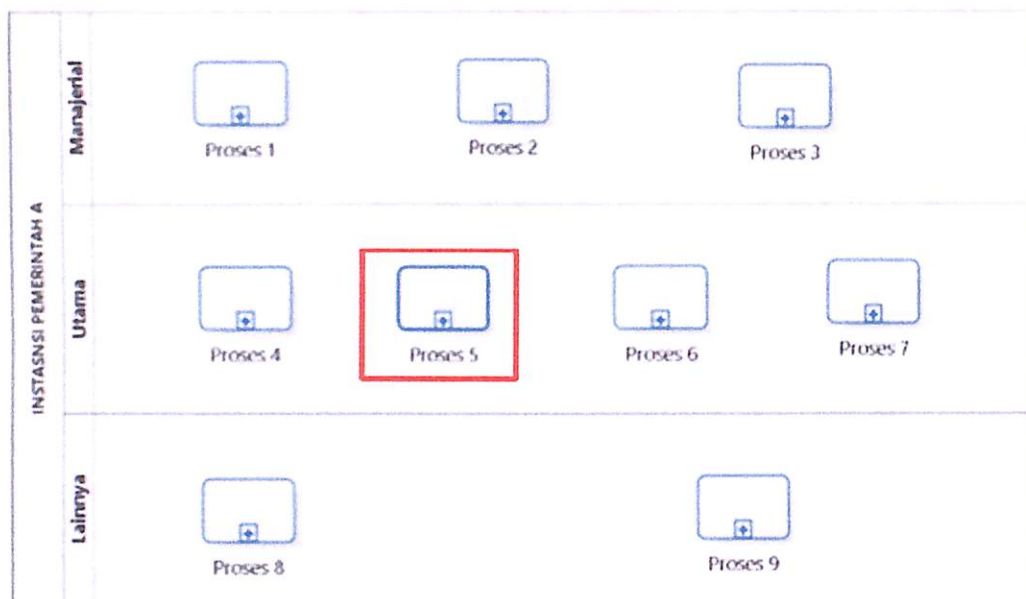 INSTASNSI PEMERINTAH A
Manajerial
Proses 1
Proses 2
Proses 3
Utama
Proses 4
Proses 5
Proses 6
Proses 7
Lainnya
Proses 8
Proses 9